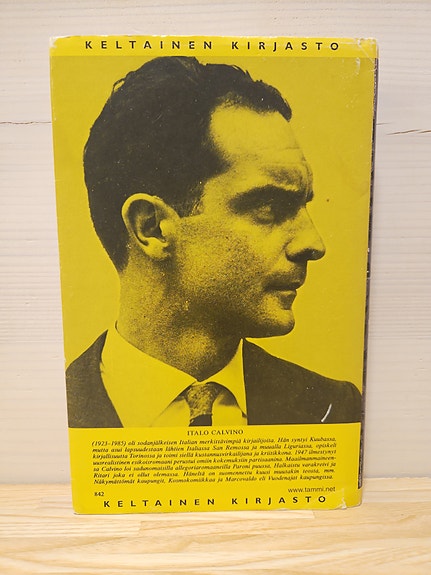 KELTAINEN KIRJASTO
ITALO CALVINO
(1923–1985) oli sodanjälkeisen Italian merkittävimpiä kirjailijoita. Hän syntyi Kuubassa,
mutta asui lapsuudestaan lähtien Italiassa San Remossa ja muualla Liguriassa, opiskeli
kirjallisuutta Torinossa ja toimi siellä kustannusvirkailijana ja kriitikkona. 1947 ilmestynyt
uusrealistinen esikoisromaani perustui omiin kokemuksiin partisaanina. Maailmanmaineen-
sa Calvino loi sadunomaisilla allegoriaromaaneilla Paroni puussa, Halkaistu varakreivi ja
Ritari joka ei ollut olemassa. Häneltä on suomennettu kuusi muutakin teosta, mm.
Näkymättömät kaupungit, Kosmokomiikkaa ja Marcovaldo eli Vuodenajat kaupungissa.
842
www.tammi.net
KELTAINEN KIRJASTO